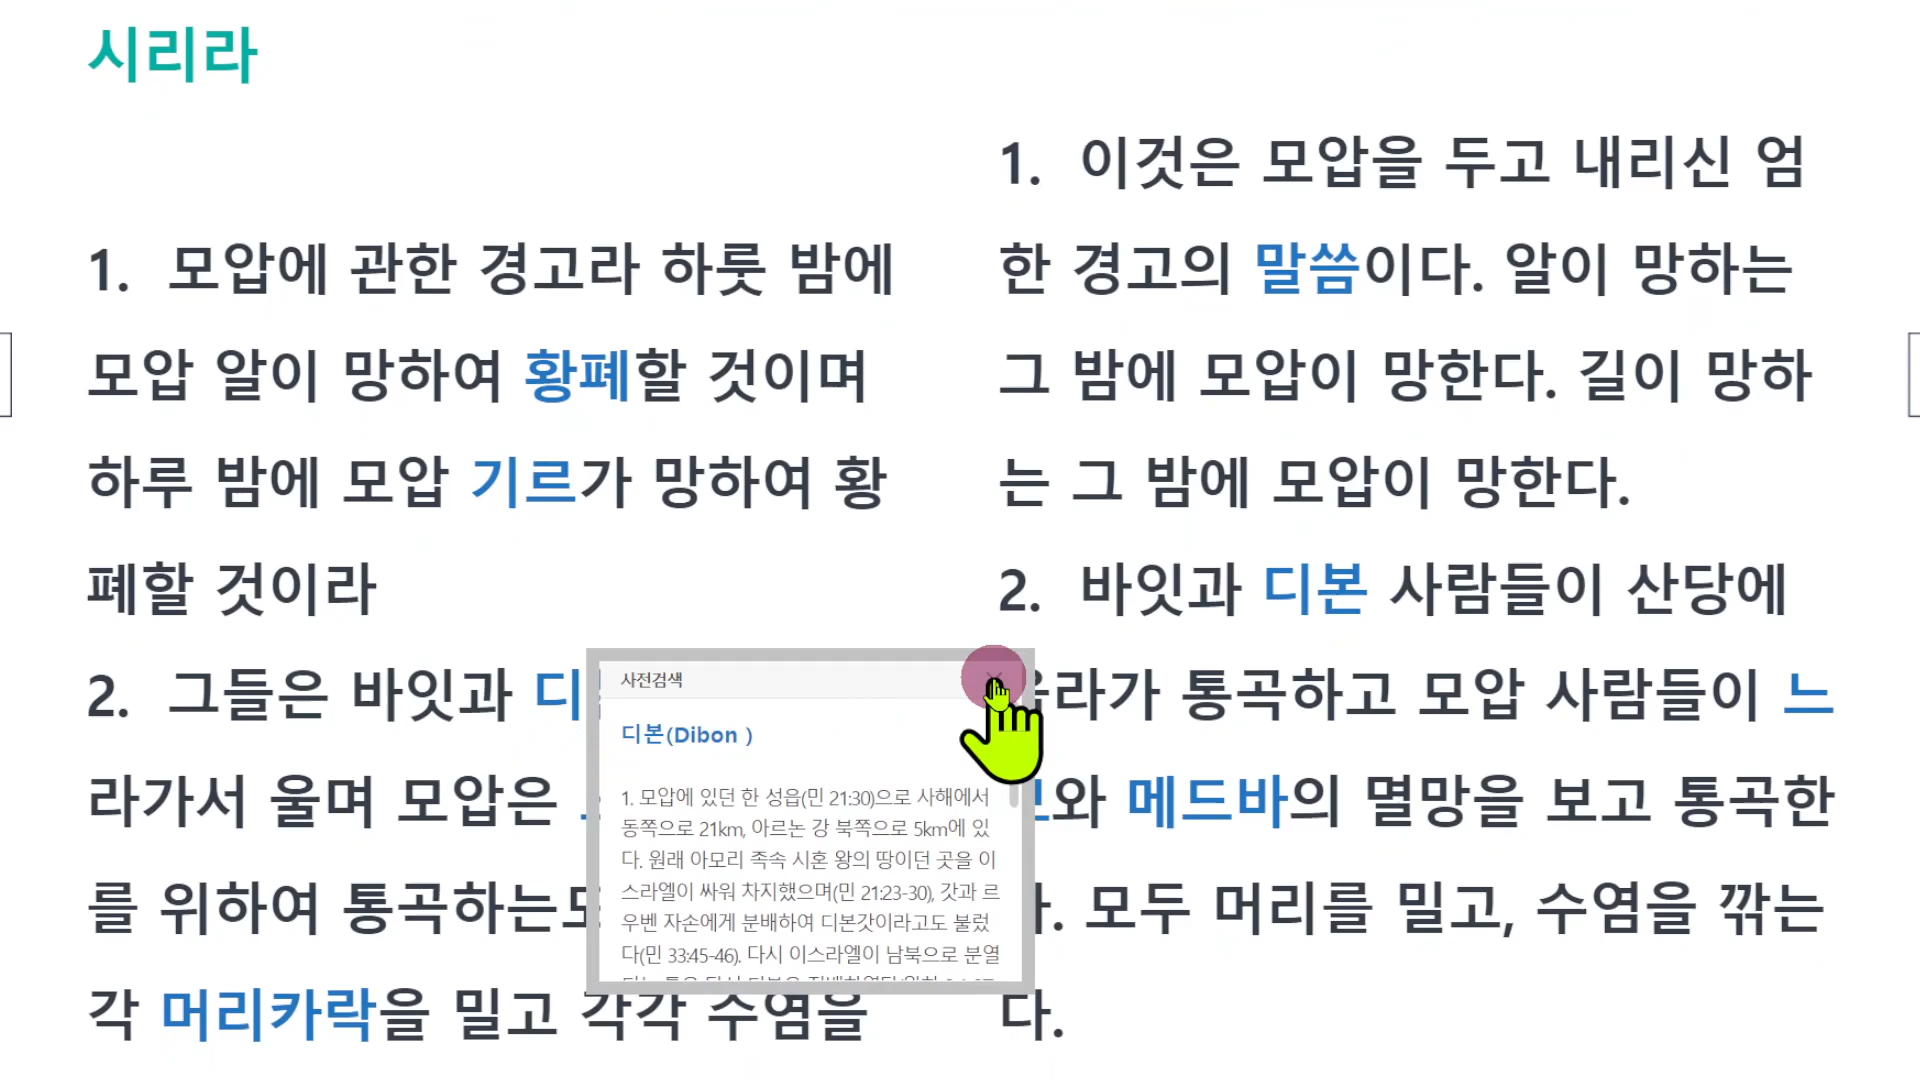 시리라
1. 모압에 관한 경고라 하룻 밤에
모압 알이 망하여 황폐할 것이며
하루 밤에 모압 기르가 망하여 황
폐할 것이라
2. 그들은 바잇과
라가서 울며 모압은
를 위하여 통곡하는도
각 머리카락을 밀고 각각 수염을
사전검색
디본(Dibon )
1. 모압에 있던 한 성읍(민 21:30)으로 사해에서
동쪽으로 21km, 아르논 강 북쪽으로 5km에 있
다. 원래 아모리 족속 시혼 왕의 땅이던 곳을 이
스라엘이 싸워 차지했으며(민 21:23-30), 갓과 르
우벤 자손에게 분배하여 디본갓이라고도 불렀
다(민 33:45-46). 다시 이스라엘이 남북으로 분열
1. 이것은 모압을 두고 내리신 엄
한 경고의 말씀이다. 알이 망하는
그 밤에 모압이 망한다. 길이 망하
는 그 밤에 모압이 망한다.
2. 바잇과 디본 사람들이 산당에
올라가 통곡하고 모압 사람들이 느
보와 메드바의 멸망을 보고 통곡한
다. 모두 머리를 밀고, 수염을 깎는
다.